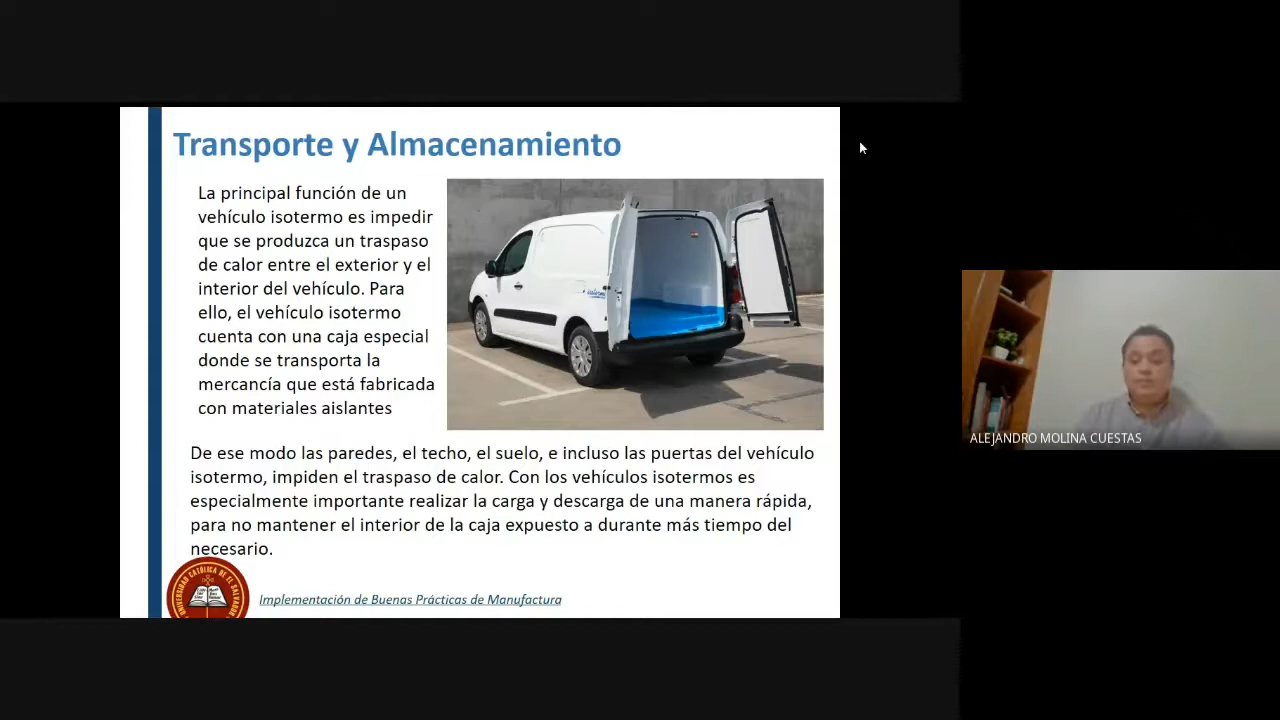 Transporte y Almacenamiento
La principal función de un
vehículo isotermo es impedir
que se produzca un traspaso
de calor entre el exterior y el
interior del vehículo. Para
ello, el vehículo isotermo
cuenta con una caja especial
donde se transporta la
mercancía que está fabricada
con materiales aislantes
De ese modo las paredes, el techo, el suelo, e incluso las puertas del vehículo
isotermo, impiden el traspaso de calor. Con los vehículos isotermos es
especialmente importante realizar la carga y descarga de una manera rápida,
para no mantener el interior de la caja expuesto a durante más tiempo del
necesario.
UNIVERSIDAD CATÓLICA DE EL SALVADOR
Implementación de Buenas Prácticas de Manufactura
ALEJANDRO MOLINA CUESTAS